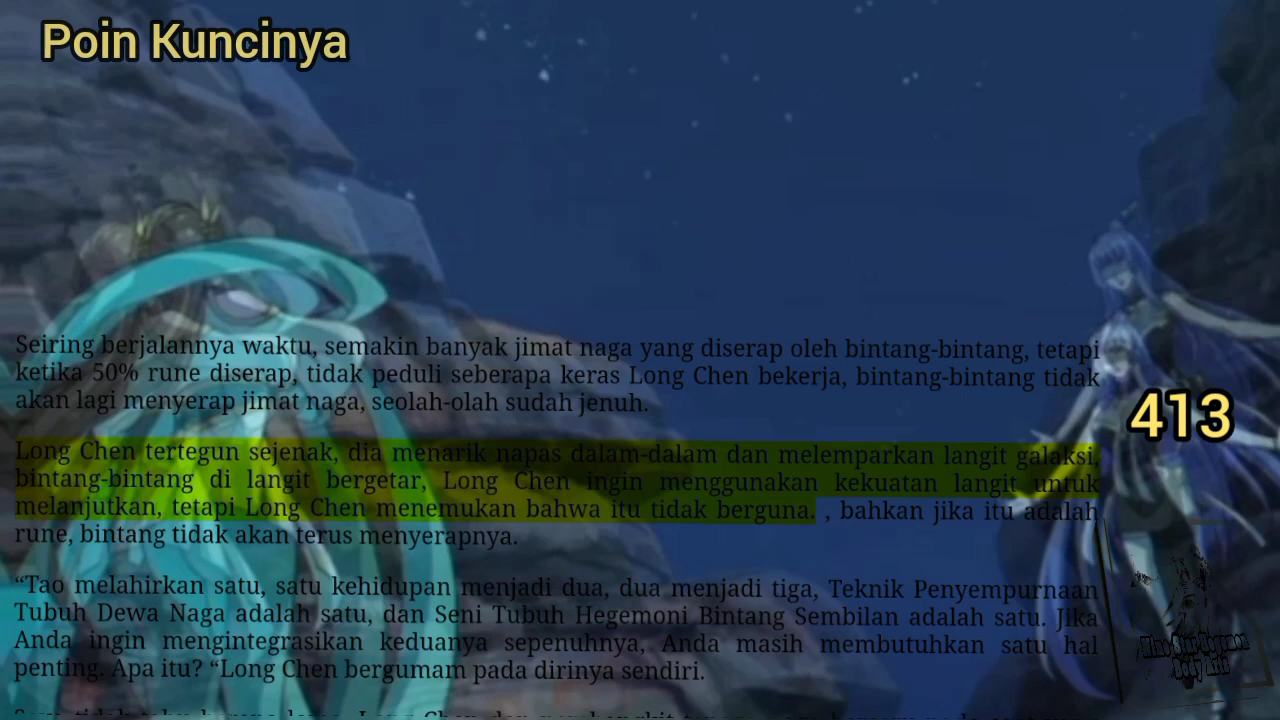 Poin Kuncinya
Seiring berjalannya waktu, semakin banyak jimat naga yang diserap oleh bintang-bintang, tetapi
ketika 50% rune diserap, tidak peduli seberapa keras Long Chen bekerja, bintang-bintang tidak
akan lagi menyerap jimat naga, seolah-olah sudah jenuh.
413
Long Chen tertegun sejenak, dia menarik napas dalam-dalam dan melemparkan langit galaksi,
bintang-bintang di langit bergetar, Long Chen ingin menggunakan kekuatan langit untuk
melanjutkan, tetapi Long Chen menemukan bahwa itu tidak berguna. , bahkan jika itu adalah
rune, bintang tidak akan terus menyerapnya.
“Tao melahirkan satu, satu kehidupan menjadi dua, dua menjadi tiga, Teknik Penyempurnaan
Tubuh Dewa Naga adalah satu, dan Seni Tubuh Hegemoni Bintang Sembilan adalah satu. Jika
Anda ingin mengintegrasikan keduanya sepenuhnya, Anda masih membutuhkan satu hal
penting. Apa itu? “Long Chen bergumam pada dirinya sendiri.